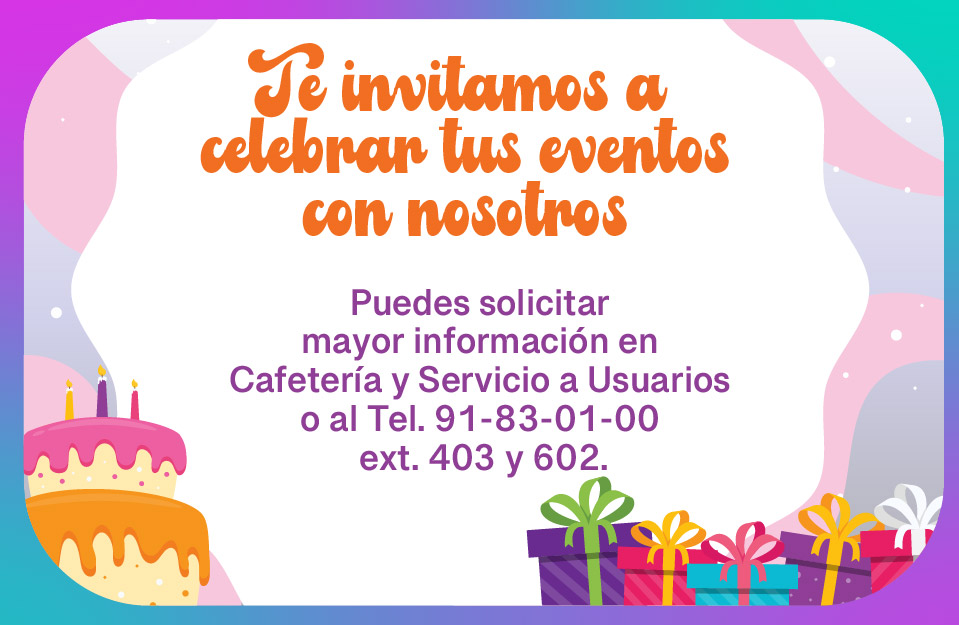 Te invitamos a
celebrar tus eventos
con nosotros
Puedes solicitar
mayor información en
Cafetería y Servicio a Usuarios
o al Tel. 91-83-01-00
ext. 403 y 602.